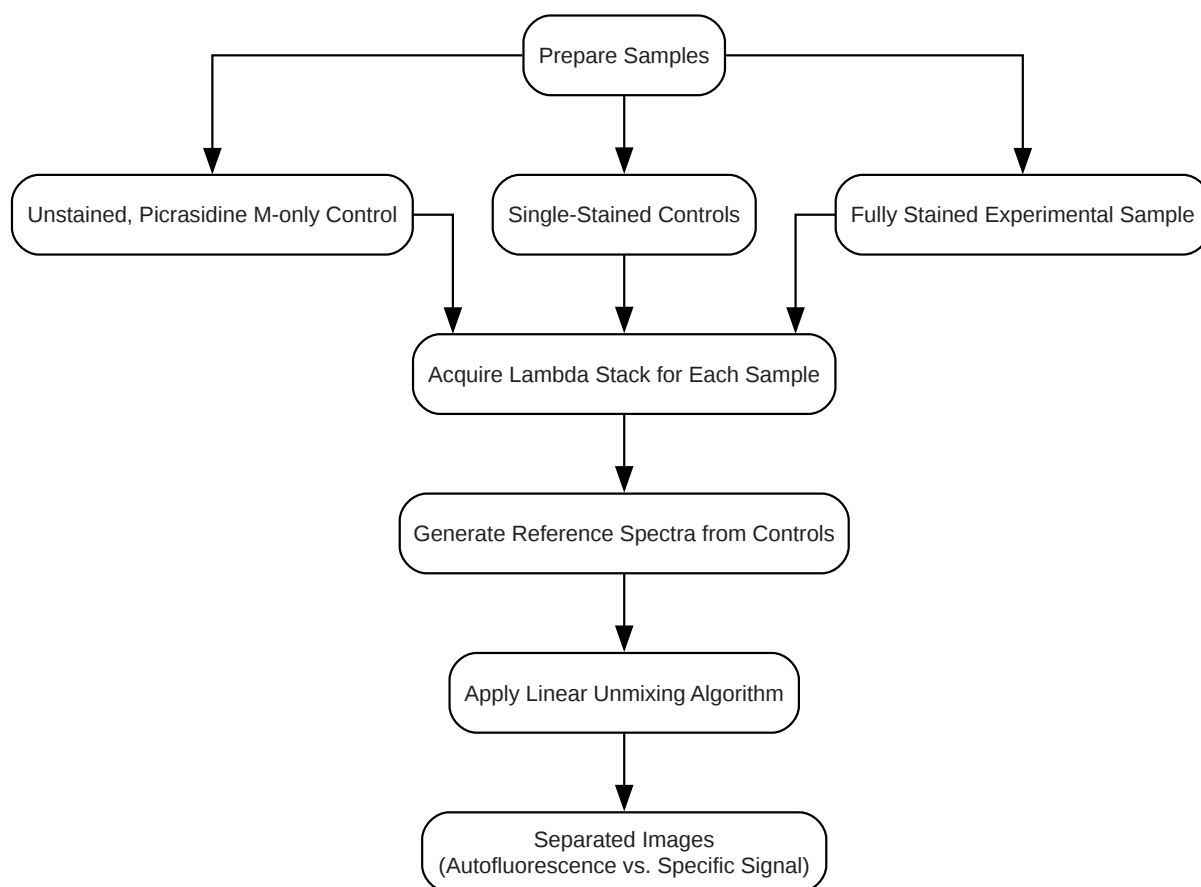 Prepare Samples
Unstained, Picrasidine M-only Control
Single-Stained Controls
Fully Stained Experimental Sample
Acquire Lambda Stack for Each Sample
Generate Reference Spectra from Controls
Apply Linear Unmixing Algorithm
Separated Images
(Autofluorescence vs. Specific Signal)